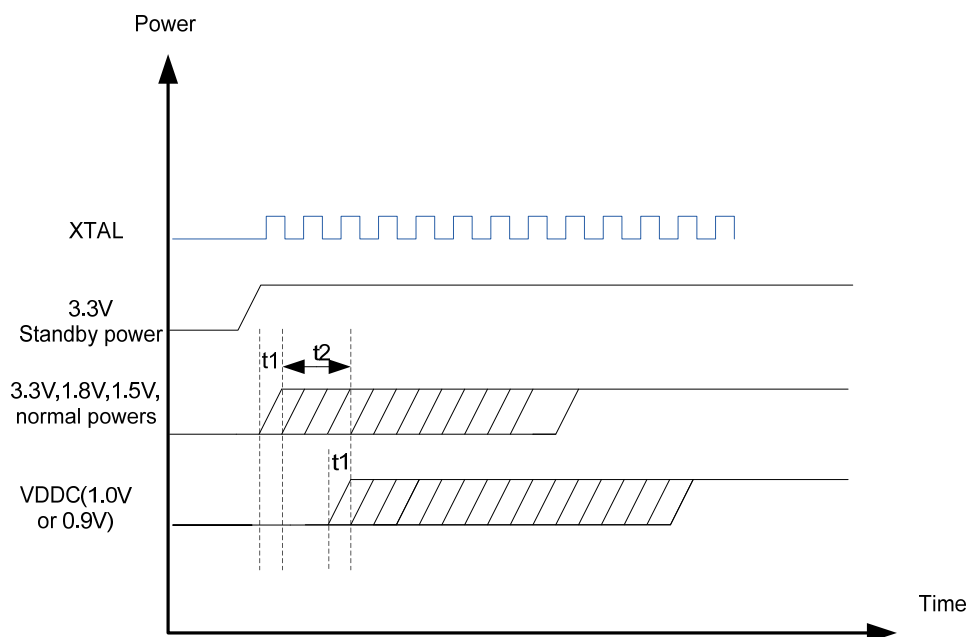 Power
XTAL
3.3V
Standby power
t1
t2
3.3V,1.8V,1.5V,
normal powers
t1
VDDC(1.0V
or 0.9V)
Time